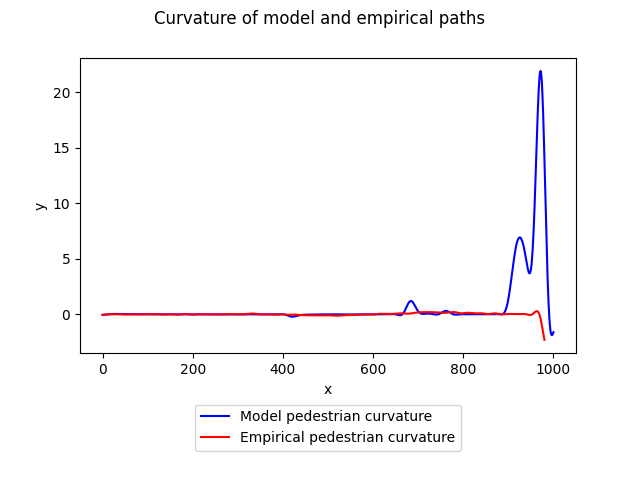 Curvature of model and empirical paths
20
15
10
5
0
y
0 200 400 600 800 1000
x
Model pedestrian curvature
Empirical pedestrian curvature